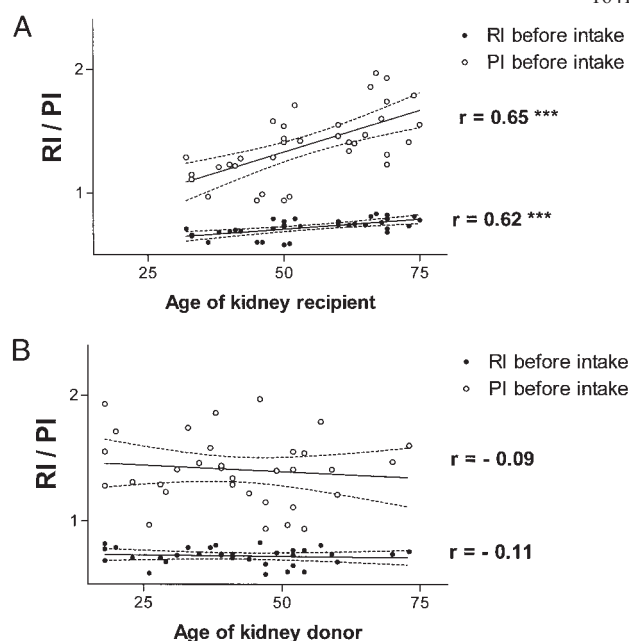 A
RI / PI
2
1
25 50 75
Age of kidney recipient
RI before intake
PI before intake
r = 0.65 ***
r = 0.62 ***
B
RI / PI
2
1
25 50 75
Age of kidney donor
RI before intake
PI before intake
r = - 0.09
r = - 0.11